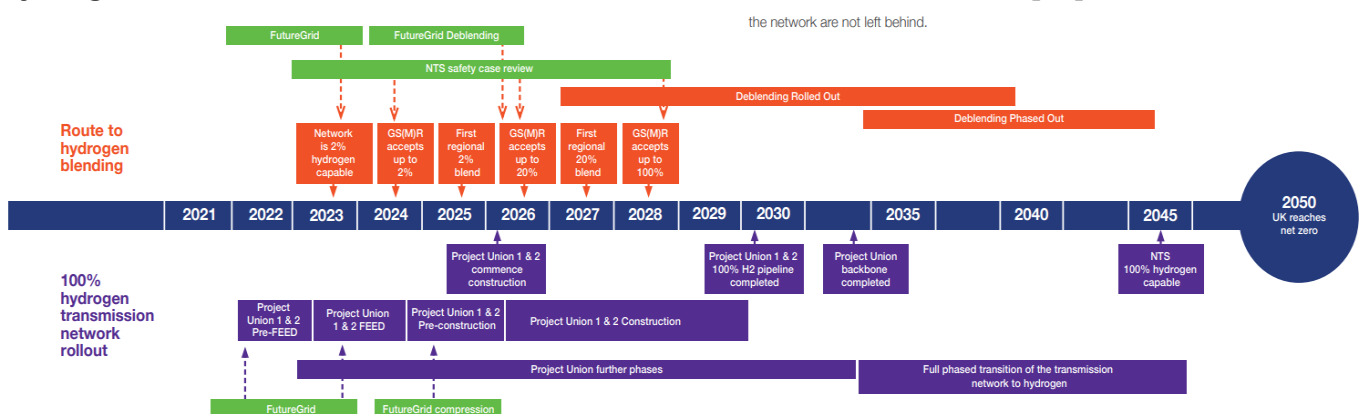 the network are not left behind.
FutureGrid
FutureGrid Deblending
NTS safety case review
Deblending Rolled Out
Deblending Phased Out
Route to
hydrogen
blending
Network
is 2%
hydrogen
capable
GS(M)R
accepts
up to
2%
First
regional
2%
blend
GS(M)R
accepts
up to
20%
First
regional
20%
blend
GS(M)R
accepts
up to
100%
2021
2022
2023
2024
2025
2026
2027
2028
2029
2030
2035
2040
2045
2050
UK reaches
net zero
Project Union 1 & 2
commence
construction
Project Union 1 & 2
100% H2 pipeline
completed
Project Union
backbone
completed
NTS
100% hydrogen
capable
100%
hydrogen
transmission
network
rollout
Project
Union 1 & 2
Pre-FEED
Project Union
1 & 2 FEED
Project Union 1 & 2
Pre-construction
Project Union 1 & 2 Construction
Project Union further phases
Full phased transition of the transmission
network to hydrogen
FutureGrid
FutureGrid compression